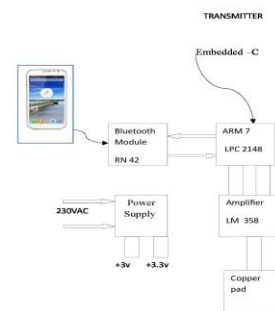 TRANSMITTER
Embedded –C
Bluetooth
Module
RN 42
ARM 7
LPC 2148
230VAC
Power
Supply
Amplifier
LM 358
+3v
+3.3v
Copper
pad